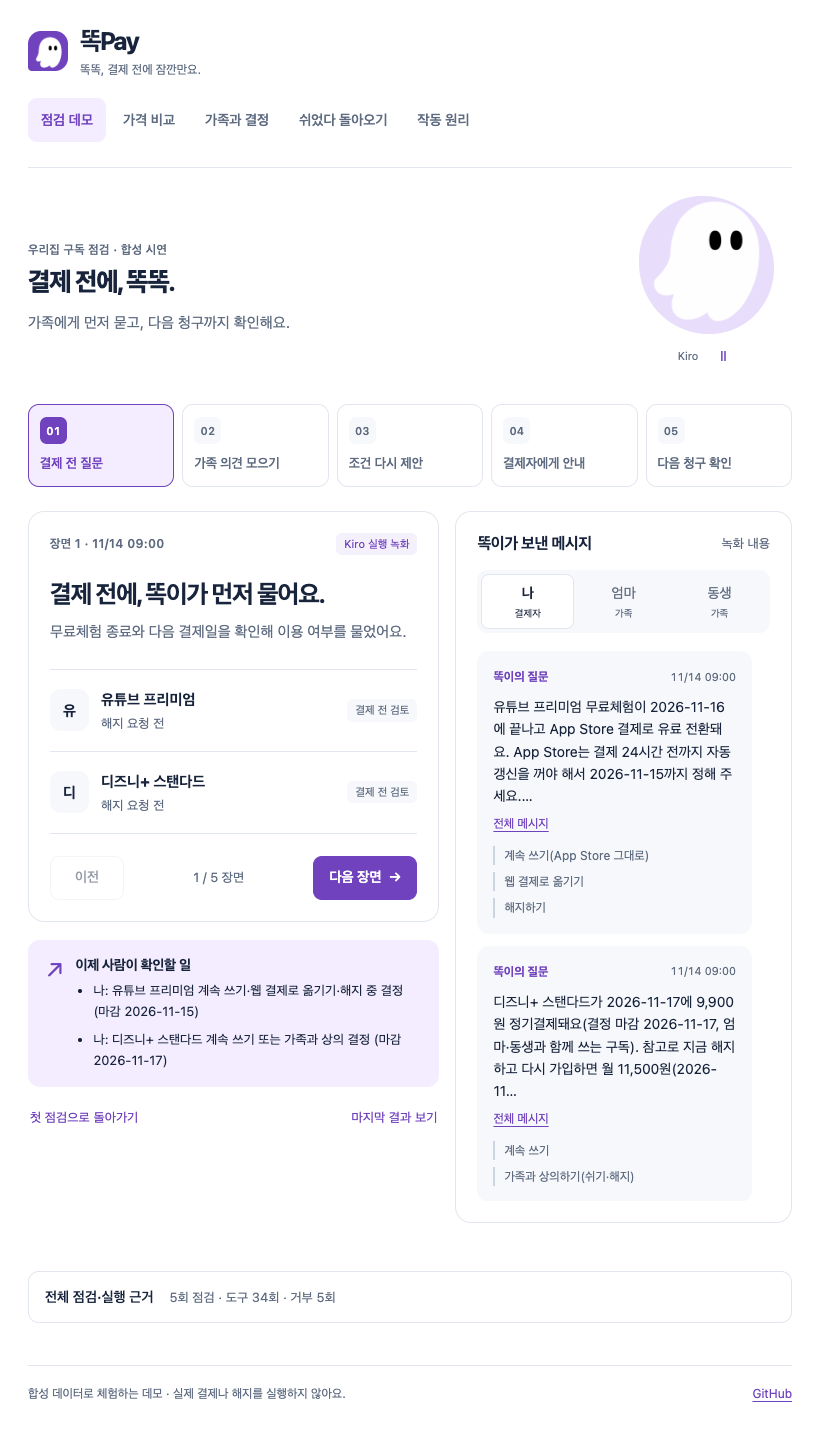 똑Pay
똑똑, 결제 전에 잠깐만요.
점검 데모
가격 비교
가족과 결정
쉬었다 돌아오기
작동 원리
우리집 구독 점검 · 합성 시연
결제 전에, 똑똑.
가족에게 먼저 묻고, 다음 청구까지 확인해요.
Kiro
01
결제 전 질문
02
가족 의견 모으기
03
조건 다시 제안
04
결제자에게 안내
05
다음 청구 확인
장면 1 · 11/14 09:00
Kiro 실행 녹화
결제 전에, 똑이가 먼저 물어요.
무료체험 종료와 다음 결제일을 확인해 이용 여부를 물었어요.
유
유튜브 프리미엄
해지 요청 전
결제 전 검토
디
디즈니+ 스탠다드
해지 요청 전
결제 전 검토
이전
1 / 5 장면
다음 장면 →
이제 사람이 확인할 일
• 나: 유튜브 프리미엄 계속 쓰기·웹 결제로 옮기기·해지 중 결정
(마감 2026-11-15)
• 나: 디즈니+ 스탠다드 계속 쓰기 또는 가족과 상의 결정 (마감
2026-11-17)
첫 점검으로 돌아가기
마지막 결과 보기
똑이가 보낸 메시지
녹화 내용
나
결제자
엄마
가족
동생
가족
똑이의 질문
11/14 09:00
유튜브 프리미엄 무료체험이 2026-11-16
에 끝나고 App Store 결제로 유료 전환돼
요. App Store는 결제 24시간 전까지 자동
갱신을 꺼야 해서 2026-11-15까지 정해 주
세요....
전체 메시지
계속 쓰기(App Store 그대로)
웹 결제로 옮기기
해지하기
똑이의 질문
11/14 09:00
디즈니+ 스탠다드가 2026-11-17에 9,900
원 정기결제돼요(결정 마감 2026-11-17, 엄
마·동생과 함께 쓰는 구독). 참고로 지금 해지
하고 다시 가입하면 월 11,500원(2026-
11...
전체 메시지
계속 쓰기
가족과 상의하기(쉬기·해지)
전체 점검·실행 근거
5회 점검 · 도구 34회 · 거부 5회
합성 데이터로 체험하는 데모 · 실제 결제나 해지를 실행하지 않아요.
GitHub